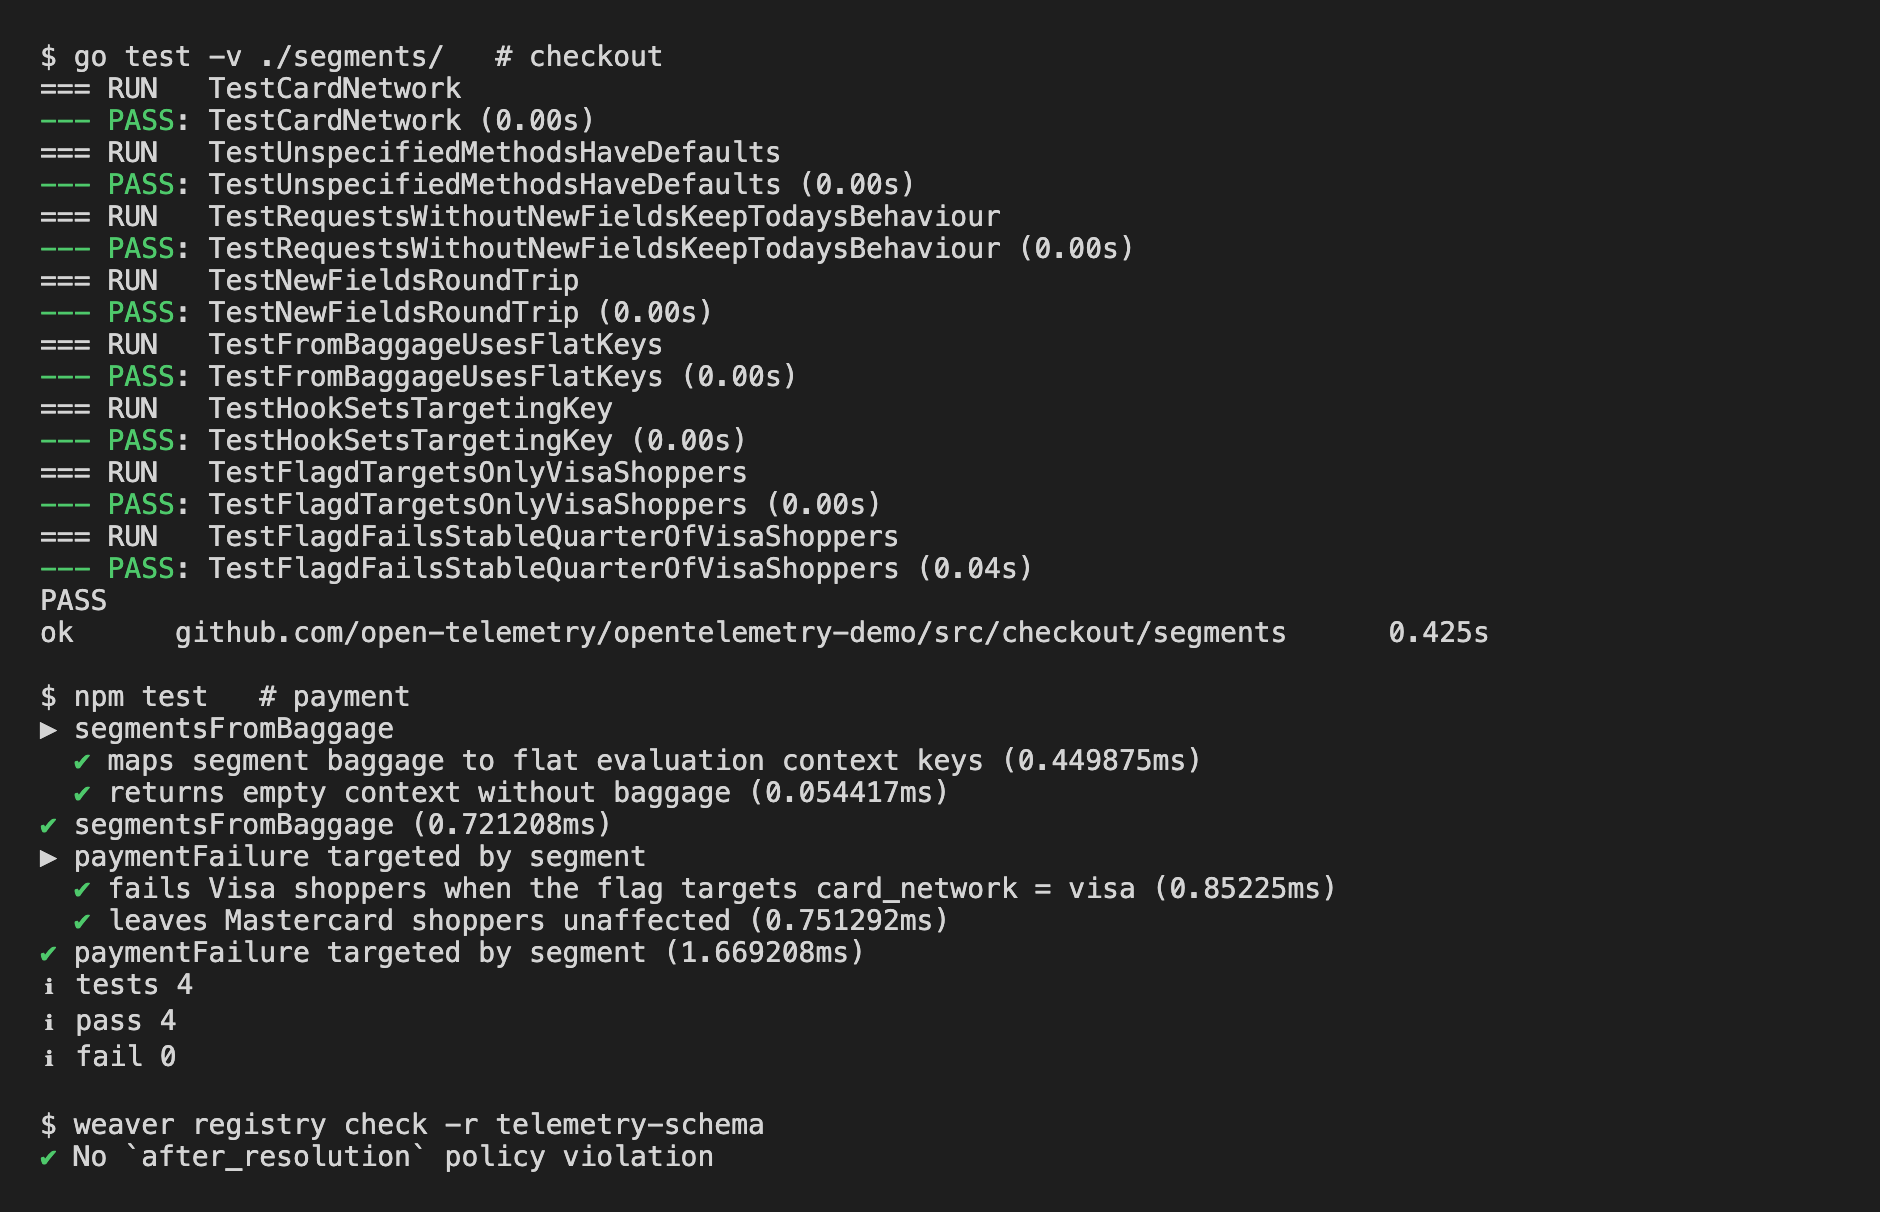 $ go test -v ./segments/   # checkout
=== RUN   TestCardNetwork
--- PASS: TestCardNetwork (0.00s)
=== RUN   TestUnspecifiedMethodsHaveDefaults
--- PASS: TestUnspecifiedMethodsHaveDefaults (0.00s)
=== RUN   TestRequestsWithoutNewFieldsKeepTodaysBehaviour
--- PASS: TestRequestsWithoutNewFieldsKeepTodaysBehaviour (0.00s)
=== RUN   TestNewFieldsRoundTrip
--- PASS: TestNewFieldsRoundTrip (0.00s)
=== RUN   TestFromBaggageUsesFlatKeys
--- PASS: TestFromBaggageUsesFlatKeys (0.00s)
=== RUN   TestHookSetsTargetingKey
--- PASS: TestHookSetsTargetingKey (0.00s)
=== RUN   TestFlagdTargetsOnlyVisaShoppers
--- PASS: TestFlagdTargetsOnlyVisaShoppers (0.00s)
=== RUN   TestFlagdFailsStableQuarterOfVisaShoppers
--- PASS: TestFlagdFailsStableQuarterOfVisaShoppers (0.04s)
PASS
ok      github.com/open-telemetry/opentelemetry-demo/src/checkout/segments      0.425s
$ npm test   # payment
▶ segmentsFromBaggage
  ✔ maps segment baggage to flat evaluation context keys (0.449875ms)
  ✔ returns empty context without baggage (0.054417ms)
✔ segmentsFromBaggage (0.721208ms)
▶ paymentFailure targeted by segment
  ✔ fails Visa shoppers when the flag targets card_network = visa (0.85225ms)
  ✔ leaves Mastercard shoppers unaffected (0.751292ms)
✔ paymentFailure targeted by segment (1.669208ms)
ℹ tests 4
ℹ pass 4
ℹ fail 0
$ weaver registry check -r telemetry-schema
✔ No `after_resolution` policy violation